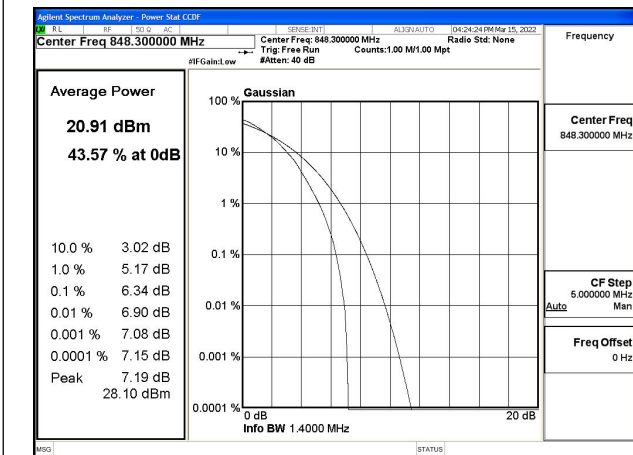 Agilent Spectrum Analyzer - Power Stat CCDF
RL RF 50 Ω AC SENSE:INT ALIGN AUTO 04:24:24 PM Mar 15, 2022
Center Freq 848.300000 MHz
Center Freq: 848.300000 MHz Radio Std: None
Trig: Free Run Counts:1.00 M/1.00 Mpt
#IFGain:Low #Atten: 40 dB
Frequency
Average Power
20.91 dBm
43.57 % at 0dB
10.0 % 3.02 dB
1.0 % 5.17 dB
0.1 % 6.34 dB
0.01 % 6.90 dB
0.001 % 7.08 dB
0.0001 % 7.15 dB
Peak 7.19 dB
28.10 dBm
Gaussian
100 %
10 %
1 %
0.1 %
0.01 %
0.001 %
0.0001 %
0 dB 20 dB
Info BW 1.4000 MHz
Center Freq
848.300000 MHz
CF Step
5.000000 MHz
Auto Man
Freq Offset
0 Hz
MSG STATUS